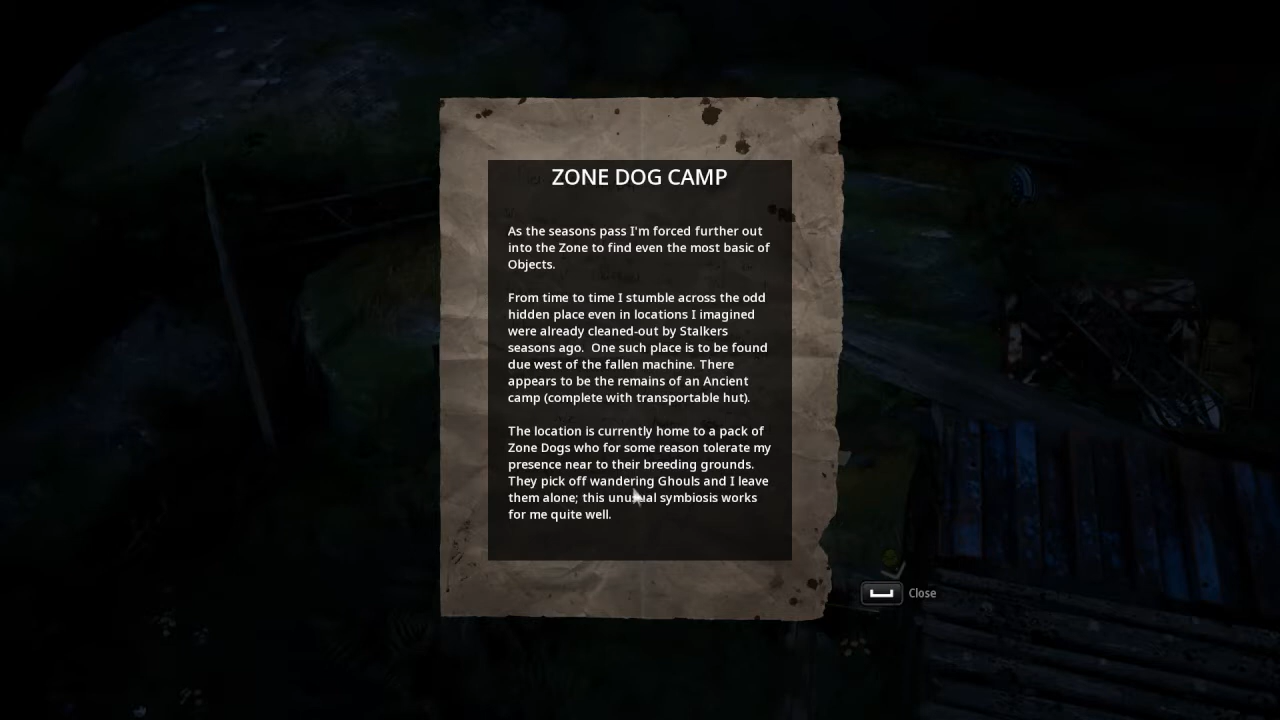 ZONE DOG CAMP
As the seasons pass I'm forced further out
into the Zone to find even the most basic of
Objects.
From time to time I stumble across the odd
hidden place even in locations I imagined
were already cleaned-out by Stalkers
seasons ago.  One such place is to be found
due west of the fallen machine. There
appears to be the remains of an Ancient
camp (complete with transportable hut).
The location is currently home to a pack of
Zone Dogs who for some reason tolerate my
presence near to their breeding grounds.
They pick off wandering Ghouls and I leave
them alone; this unusual symbiosis works
for me quite well.
Close